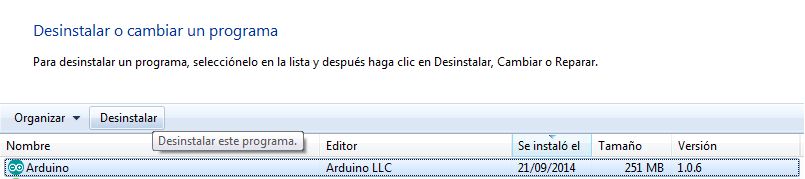 Desinstalar o cambiar un programa
Para desinstalar un programa, selecciónelo en la lista y después haga clic en Desinstalar, Cambiar o Reparar.
Organizar Desinstalar
Desinstalar este programa.
Nombre Editor Se instaló el Tamaño Versión
Arduino Arduino LLC 21/09/2014 251 MB 1.0.6